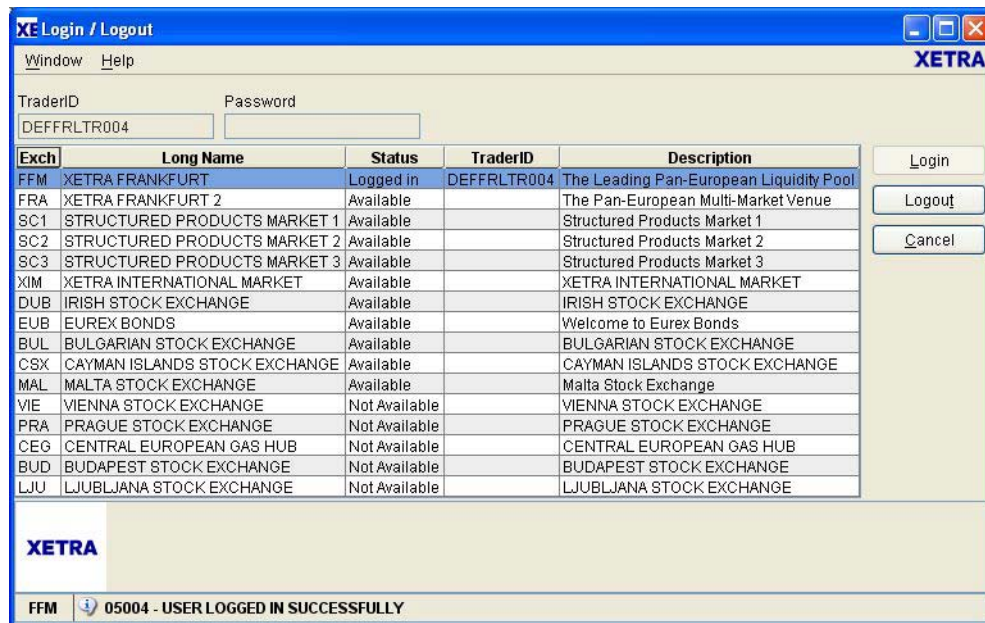 XE Login / Logout
Window Help
XETRA
TraderID Password
DEFFRLTR004
Exch Long Name Status TraderID Description
FFM XETRA FRANKFURT Logged in DEFFRLTR004 The Leading Pan-European Liquidity Pool
FRA XETRA FRANKFURT 2 Available The Pan-European Multi-Market Venue
SC1 STRUCTURED PRODUCTS MARKET 1 Available Structured Products Market 1
SC2 STRUCTURED PRODUCTS MARKET 2 Available Structured Products Market 2
SC3 STRUCTURED PRODUCTS MARKET 3 Available Structured Products Market 3
XIM XETRA INTERNATIONAL MARKET Available XETRA INTERNATIONAL MARKET
DUB IRISH STOCK EXCHANGE Available IRISH STOCK EXCHANGE
EUB EUREX BONDS Available Welcome to Eurex Bonds
BUL BULGARIAN STOCK EXCHANGE Available BULGARIAN STOCK EXCHANGE
CSX CAYMAN ISLANDS STOCK EXCHANGE Available CAYMAN ISLANDS STOCK EXCHANGE
MAL MALTA STOCK EXCHANGE Available Malta Stock Exchange
VIE VIENNA STOCK EXCHANGE Not Available VIENNA STOCK EXCHANGE
PRA PRAGUE STOCK EXCHANGE Not Available PRAGUE STOCK EXCHANGE
CEG CENTRAL EUROPEAN GAS HUB Not Available CENTRAL EUROPEAN GAS HUB
BUD BUDAPEST STOCK EXCHANGE Not Available BUDAPEST STOCK EXCHANGE
LJU LJUBLJANA STOCK EXCHANGE Not Available LJUBLJANA STOCK EXCHANGE
Login
Logout
Cancel
XETRA
FFM 05004 - USER LOGGED IN SUCCESSFULLY